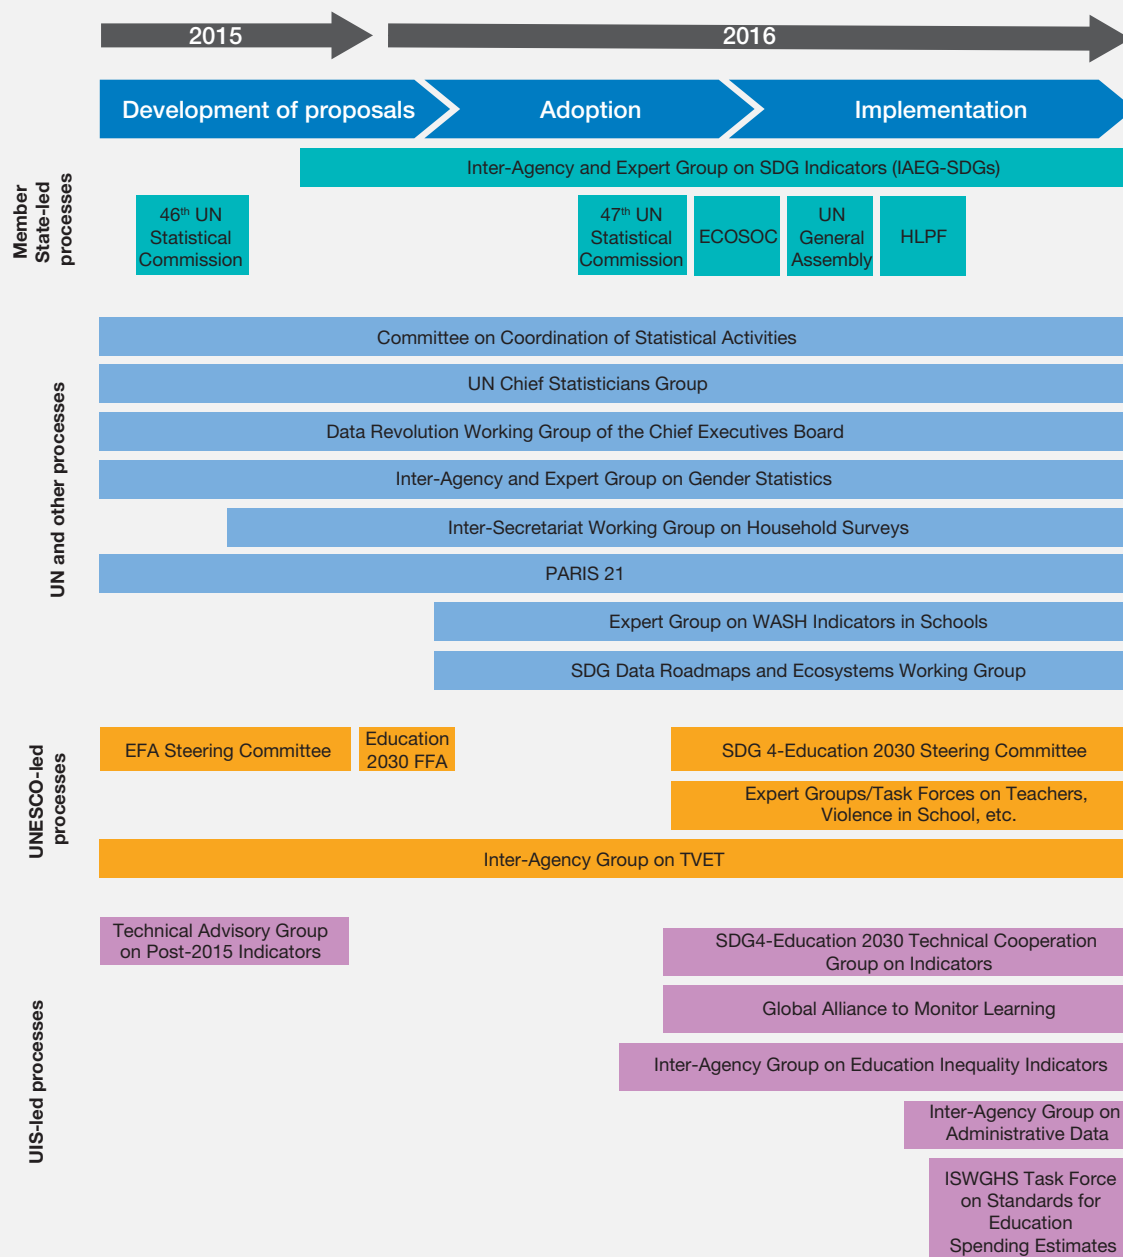 2015
2016
Development of proposals
Adoption
Implementation
Member
State-led
processes
Inter-Agency and Expert Group on SDG Indicators (IAEG-SDGs)
46th UN
Statistical
Commission
47th UN
Statistical
Commission
ECOSOC
UN
General
Assembly
HLPF
UN and other processes
Committee on Coordination of Statistical Activities
UN Chief Statisticians Group
Data Revolution Working Group of the Chief Executives Board
Inter-Agency and Expert Group on Gender Statistics
Inter-Secretariat Working Group on Household Surveys
PARIS 21
Expert Group on WASH Indicators in Schools
SDG Data Roadmaps and Ecosystems Working Group
UNESCO-led
processes
EFA Steering Committee
Education
2030 FFA
SDG 4-Education 2030 Steering Committee
Expert Groups/Task Forces on Teachers,
Violence in School, etc.
Inter-Agency Group on TVET
UIS-led processes
Technical Advisory Group
on Post-2015 Indicators
SDG4-Education 2030 Technical Cooperation
Group on Indicators
Global Alliance to Monitor Learning
Inter-Agency Group on Education Inequality Indicators
Inter-Agency Group on
Administrative Data
ISWGHS Task Force
on Standards for
Education
Spending Estimates